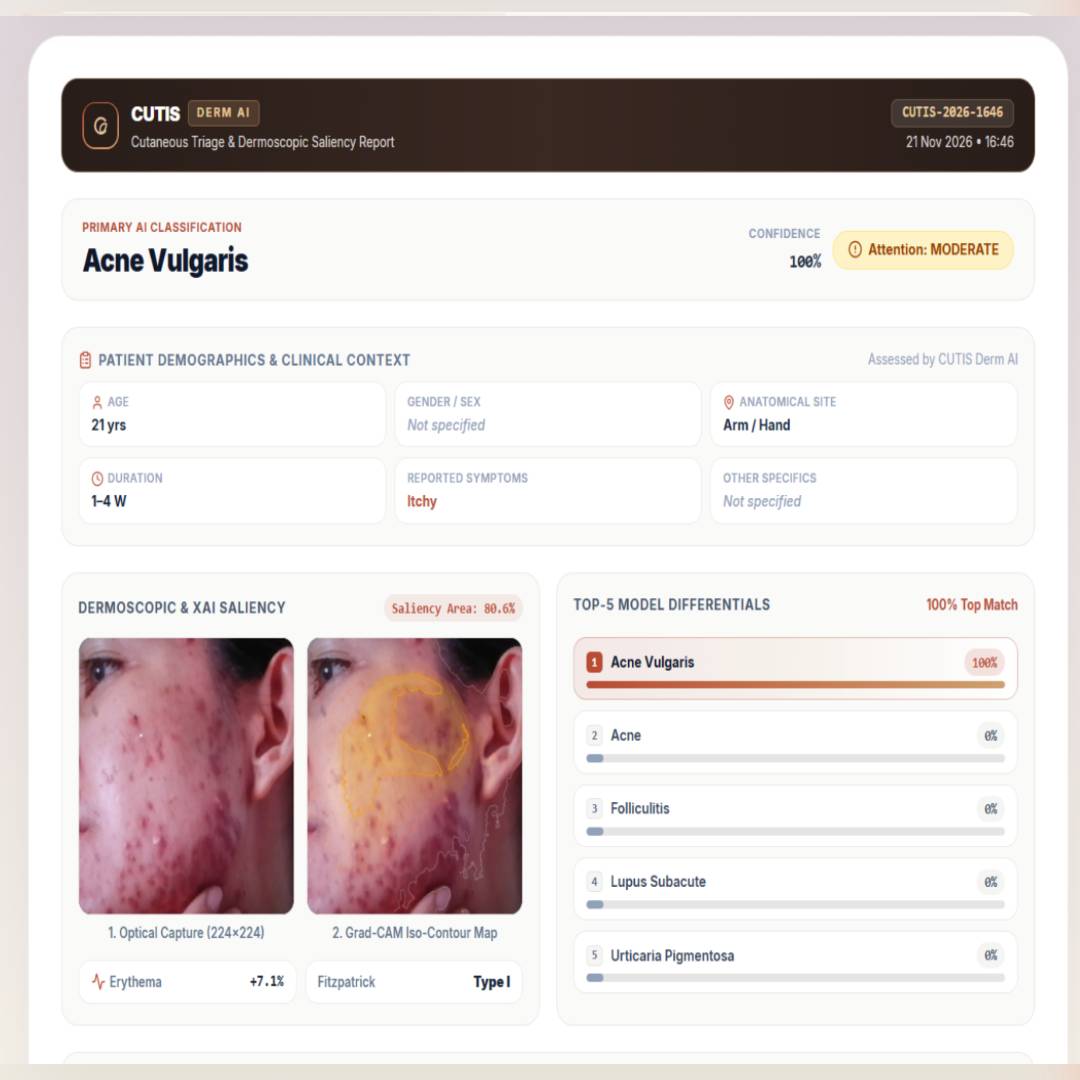 CUTIS DERM AI
Cutaneous Triage & Dermoscopic Saliency Report
CUTIS-2026-1646
21 Nov 2026 • 16:46
PRIMARY AI CLASSIFICATION
Acne Vulgaris
CONFIDENCE
100%
Attention: MODERATE
PATIENT DEMOGRAPHICS & CLINICAL CONTEXT
Assessed by CUTIS Derm AI
AGE
21 yrs
GENDER / SEX
Not specified
ANATOMICAL SITE
Arm / Hand
DURATION
1–4 W
REPORTED SYMPTOMS
Itchy
OTHER SPECIFICS
Not specified
DERMOSCOPIC & XAI SALIENCY
Saliency Area: 80.6%
1. Optical Capture (224×224)
2. Grad-CAM Iso-Contour Map
Erythema +7.1%
Fitzpatrick Type I
TOP-5 MODEL DIFFERENTIALS
100% Top Match
1 Acne Vulgaris 100%
2 Acne 0%
3 Folliculitis 0%
4 Lupus Subacute 0%
5 Urticaria Pigmentosa 0%